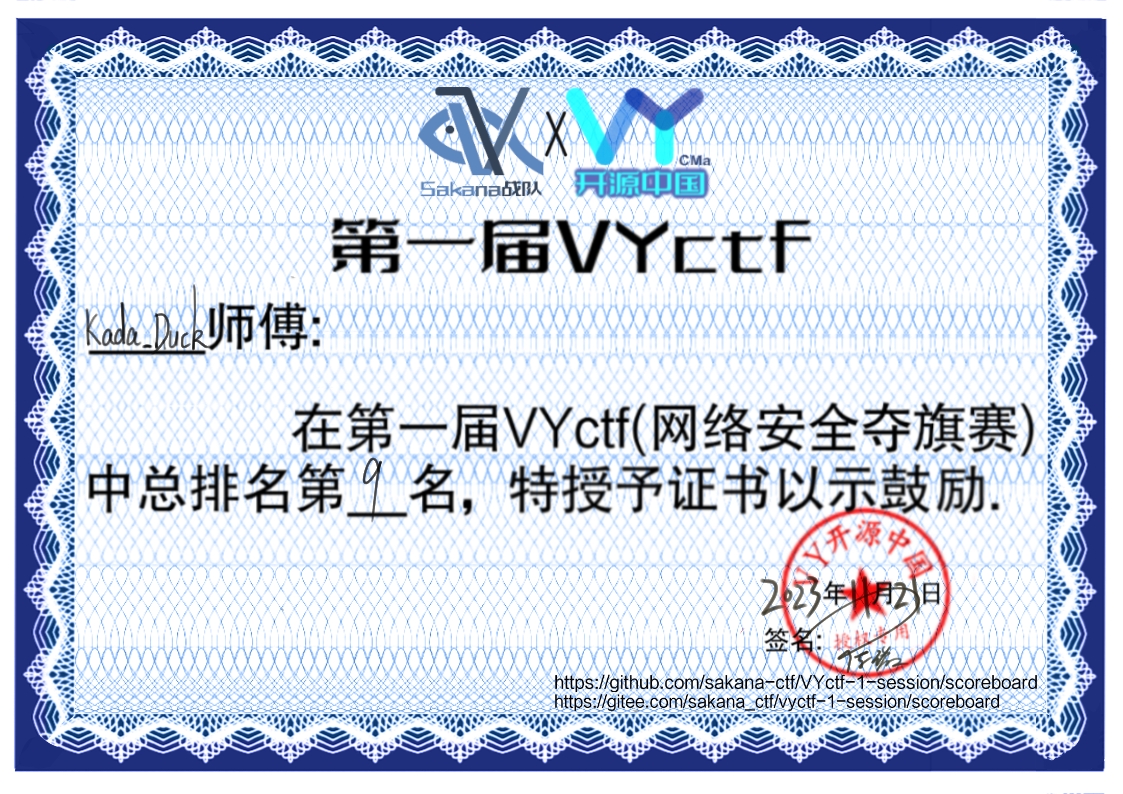 Sakana战队
X
VY
CMa
开源中国
第一届VYctf
Kada_Duck师傅:
在第一届VYctf(网络安全夺旗赛)
中总排名第9名，特授予证书以示鼓励.
VY开源中国
2023年11月21日
签名:
授权专用
https://github.com/sakana-ctf/VYctf-1-session/scoreboard
https://gitee.com/sakana_ctf/vyctf-1-session/scoreboard